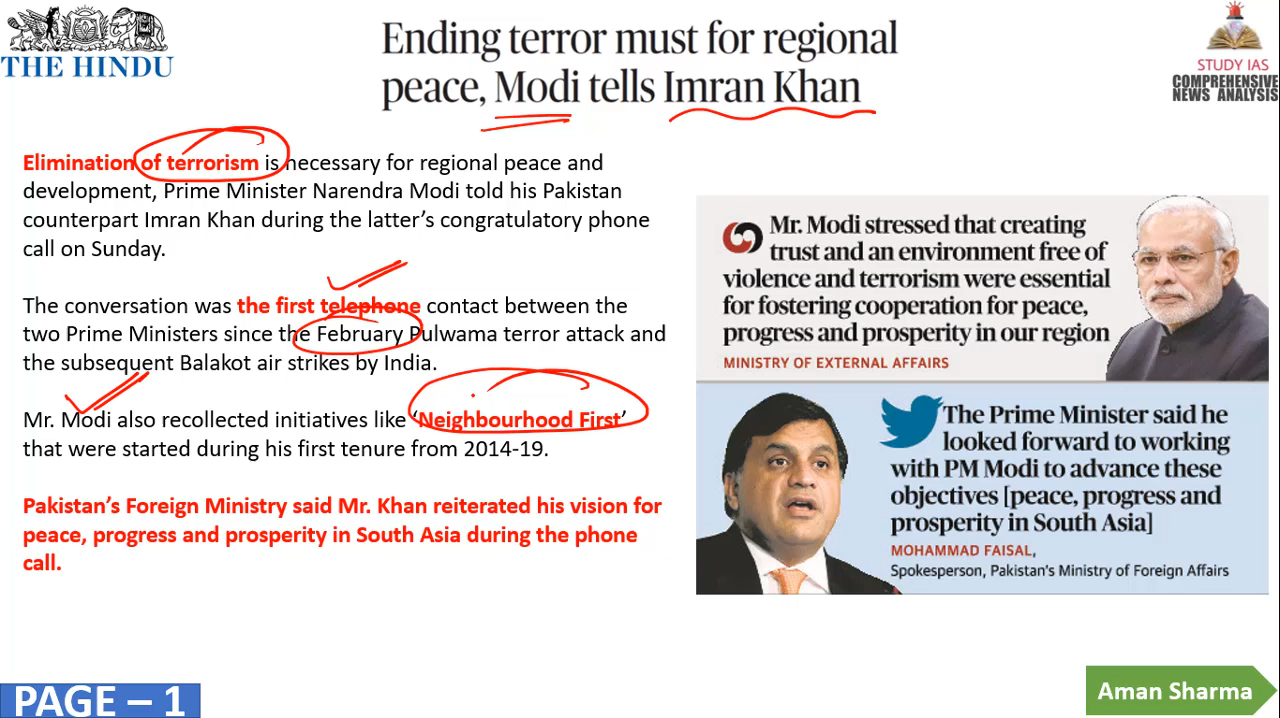 THE HINDU
Ending terror must for regional
peace, Modi tells Imran Khan
STUDY IAS
COMPREHENSIVE
NEWS ANALYSIS
Elimination of terrorism is necessary for regional peace and
development, Prime Minister Narendra Modi told his Pakistan
counterpart Imran Khan during the latter’s congratulatory phone
call on Sunday.
The conversation was the first telephone contact between the
two Prime Ministers since the February Pulwama terror attack and
the subsequent Balakot air strikes by India.
Mr. Modi also recollected initiatives like ‘Neighbourhood First’
that were started during his first tenure from 2014-19.
Pakistan’s Foreign Ministry said Mr. Khan reiterated his vision for
peace, progress and prosperity in South Asia during the phone
call.
Mr. Modi stressed that creating
trust and an environment free of
violence and terrorism were essential
for fostering cooperation for peace,
progress and prosperity in our region
MINISTRY OF EXTERNAL AFFAIRS
The Prime Minister said he
looked forward to working
with PM Modi to advance these
objectives [peace, progress and
prosperity in South Asia]
MOHAMMAD FAISAL,
Spokesperson, Pakistan’s Ministry of Foreign Affairs
PAGE – 1
Aman Sharma